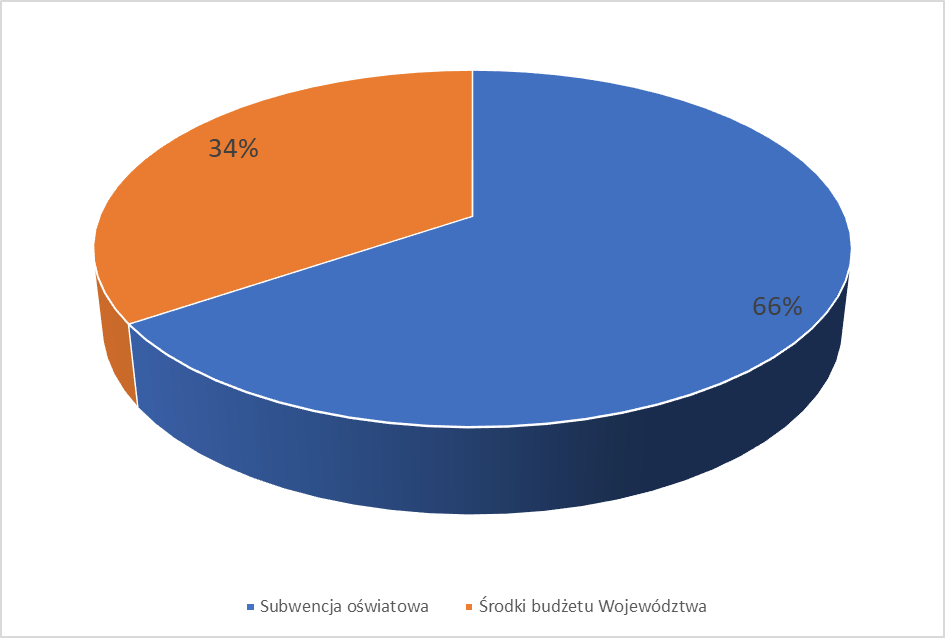 34%
66%
Subwencja oświatowa
Środki budżetu Województwa